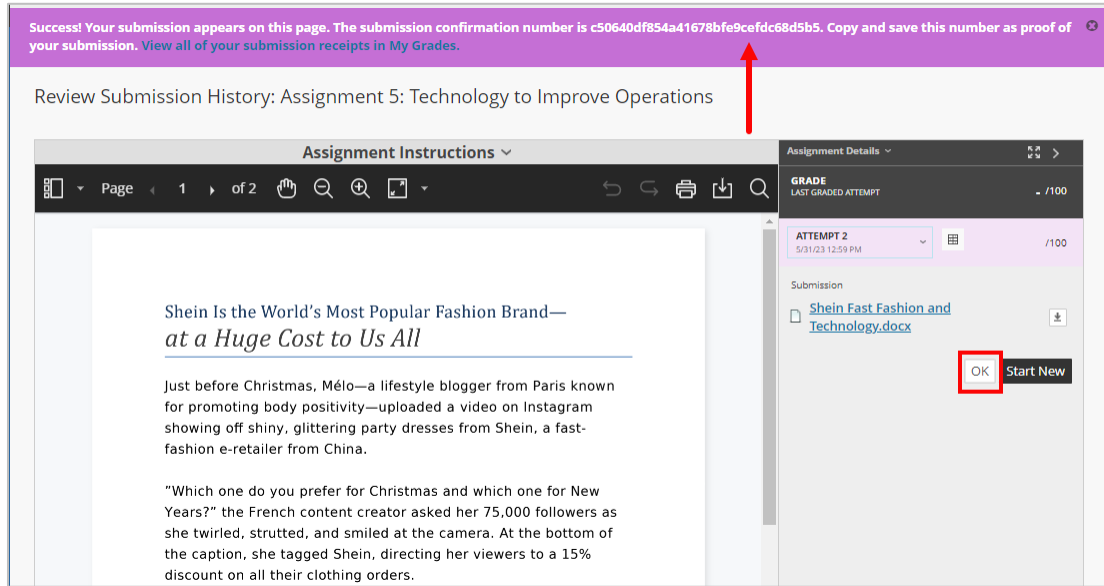 Success! Your submission appears on this page. The submission confirmation number is c50640df854a41678bfe9cefdc68d5b5. Copy and save this number as proof of
your submission. View all of your submission receipts in My Grades.
Review Submission History: Assignment 5: Technology to Improve Operations
Assignment Instructions
Page 1 of 2
Shein Is the World’s Most Popular Fashion Brand—
at a Huge Cost to Us All
Just before Christmas, Mélo—a lifestyle blogger from Paris known
for promoting body positivity—uploaded a video on Instagram
showing off shiny, glittering party dresses from Shein, a fast-
fashion e-retailer from China.
”Which one do you prefer for Christmas and which one for New
Years?” the French content creator asked her 75,000 followers as
she twirled, strutted, and smiled at the camera. At the bottom of
the caption, she tagged Shein, directing her viewers to a 15%
discount on all their clothing orders.
Assignment Details
GRADE
LAST GRADED ATTEMPT
- /100
ATTEMPT 2
5/31/23 12:59 PM
/100
Submission
Shein Fast Fashion and
Technology.docx
OK
Start New